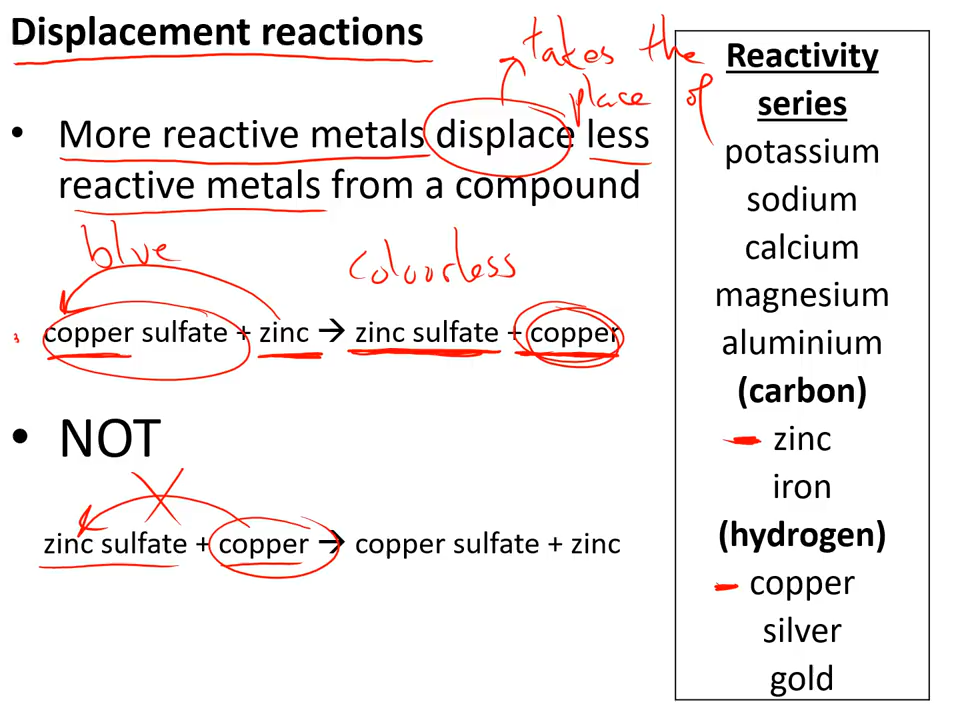 Displacement reactions
takes the
place of
• More reactive metals displace less
reactive metals from a compound
blue
colourless
copper sulfate + zinc → zinc sulfate + copper
• NOT
zinc sulfate + copper → copper sulfate + zinc
Reactivity
series
potassium
sodium
calcium
magnesium
aluminium
(carbon)
zinc
iron
(hydrogen)
copper
silver
gold